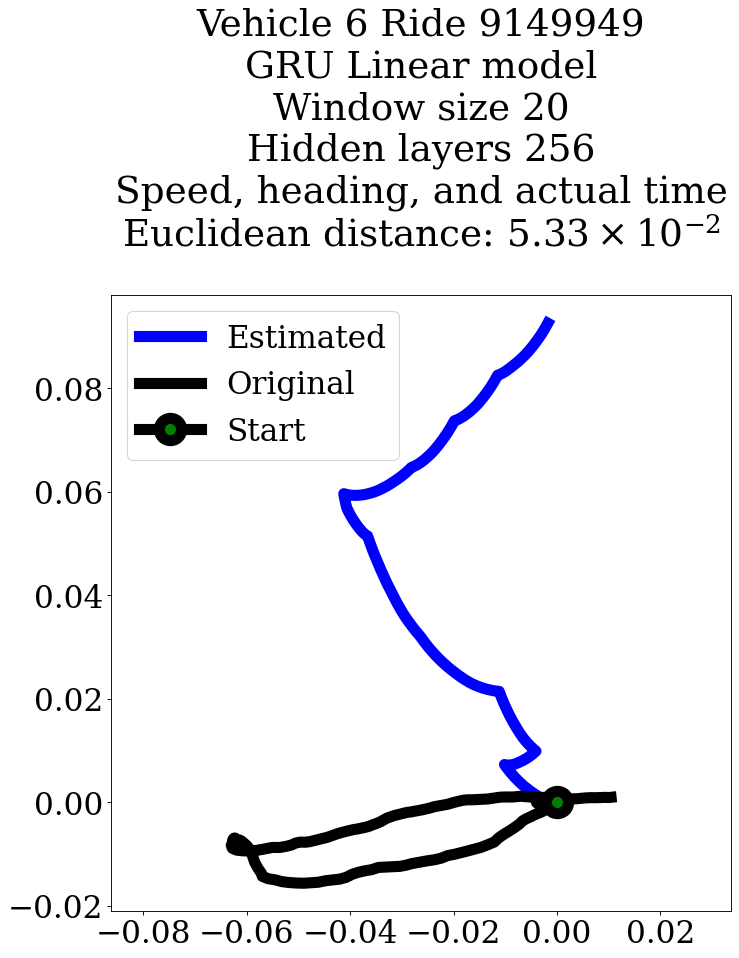 Vehicle 6 Ride 9149949
GRU Linear model
Window size 20
Hidden layers 256
Speed, heading, and actual time
Euclidean distance: 5.33 × 10⁻²
Estimated
Original
Start
0.08
0.06
0.04
0.02
0.00
−0.02
−0.08 −0.06 −0.04 −0.02 0.00 0.02